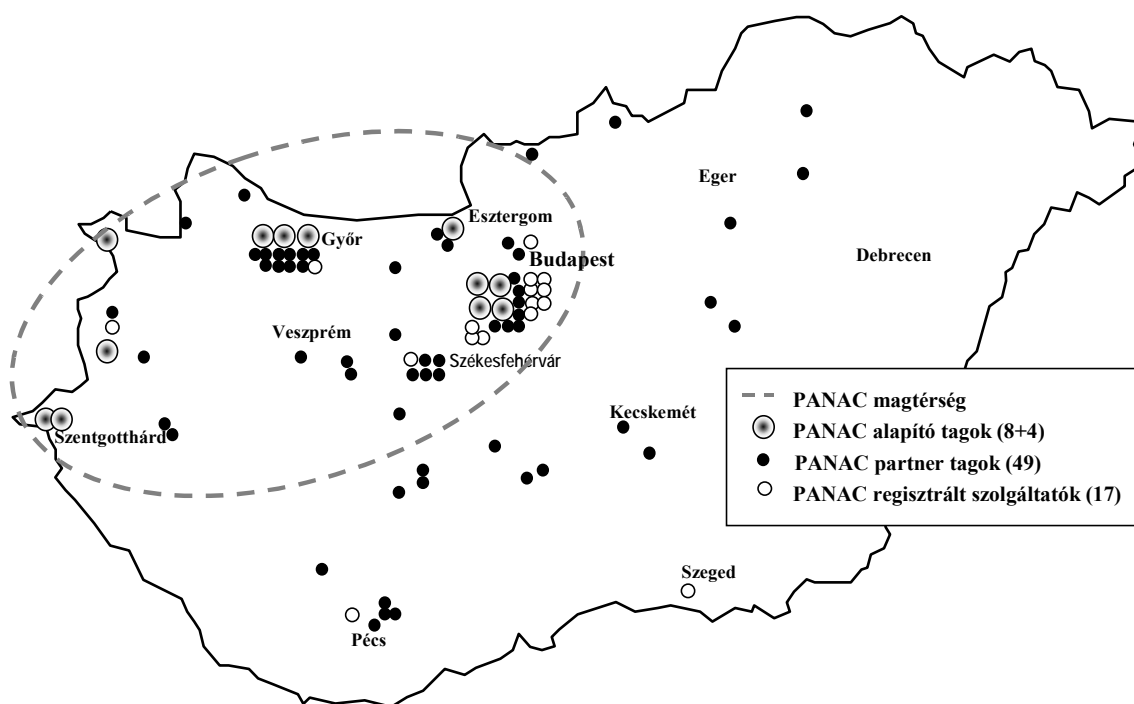 Eger
Esztergom
Győr
Budapest
Debrecen
Veszprém
Székesfehérvár
Szentgotthárd
Kecskemét
PANAC magtérség
PANAC alapító tagok (8+4)
PANAC partner tagok (49)
PANAC regisztrált szolgáltatók (17)
Szeged
Pécs